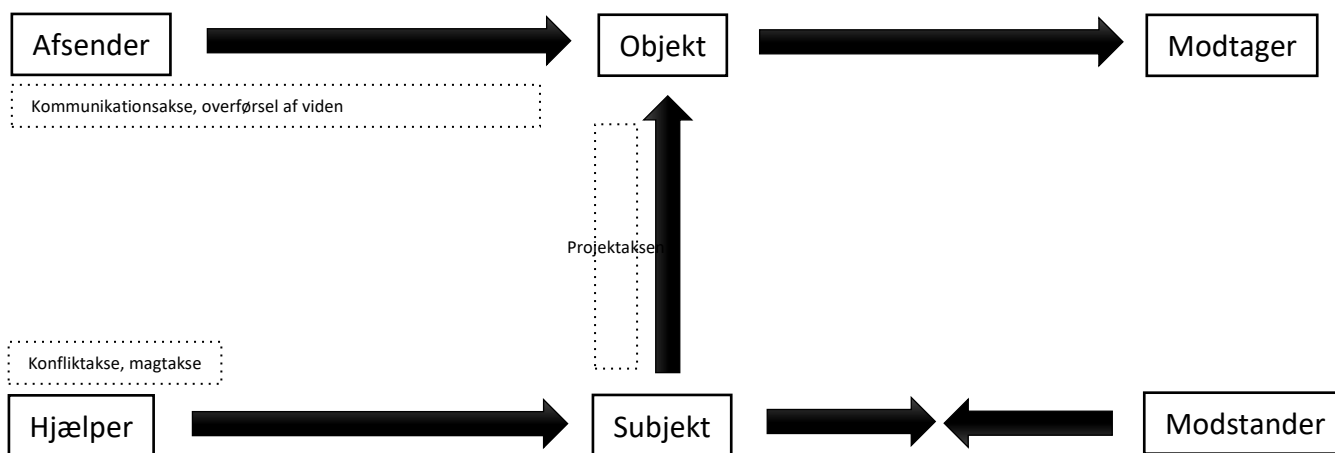 Afsender
Objekt
Modtager
Kommunikationsakse, overførsel af viden
Projektaksen
Konfliktakse, magtakse
Hjælper
Subjekt
Modstander